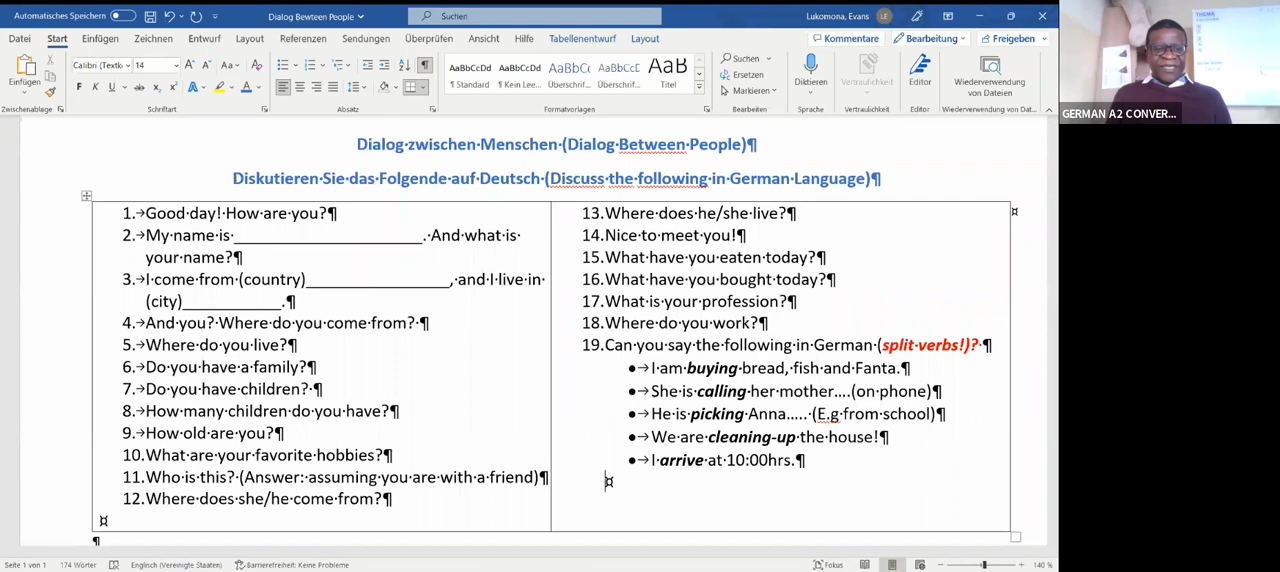 Automatisches Speichern
Dialog Bewteen People
Suchen
Lukomona, Evans
LE
Datei Start Einfügen Zeichnen Entwurf Layout Referenzen Sendungen Überprüfen Ansicht Hilfe Tabellenentwurf Layout
Kommentare Bearbeitung Freigeben
Einfügen
Calibri (Textk 14
F K U
AaBbCcDd AaBbCcDd AaBbCc AaBbCcD AaB
¶ Standard ¶ Kein Lee... Überschrif... Überschrif... Titel
Suchen
Ersetzen
Markieren
Diktieren
Vertraulichkeit
Editor
Wiederverwendung von Dateien
Zwischenablage Schriftart Absatz Formatvorlagen Bearbeiten Sprache Vertraulichkeit Editor Wiederverwendung von Dat...
GERMAN A2 CONVER...
THEMA
Dialog·zwischen·Menschen·(Dialog·Between·People)¶
Diskutieren·Sie·das·Folgende·auf·Deutsch·(Discuss·the·following·in·German·Language)¶
1.→Good·day!·How·are·you?¶
2.→My·name·is·______________________.·And·what·is·
your·name?¶
3.→I·come·from·(country)_________________,·and·I·live·in·
(city)____________.¶
4.→And·you?·Where·do·you·come·from?·¶
5.→Where·do·you·live?¶
6.→Do·you·have·a·family?¶
7.→Do·you·have·children?¶
8.→How·many·children·do·you·have?¶
9.→How·old·are·you?¶
10.What·are·your·favorite·hobbies?¶
11.Who·is·this?·(Answer:·assuming·you·are·with·a·friend)¶
12.Where·does·she/he·come·from?¶
13.Where·does·he/she·live?¶
14.Nice·to·meet·you!¶
15.What·have·you·eaten·today?¶
16.What·have·you·bought·today?¶
17.What·is·your·profession?¶
18.Where·do·you·work?¶
19.Can·you·say·the·following·in·German·(split·verbs!)?·¶
●→I·am·buying·bread,·fish·and·Fanta.¶
●→She·is·calling·her·mother....(on·phone)¶
●→He·is·picking·Anna.....·(E.g·from·school)¶
●→We·are·cleaning-up·the·house!¶
●→I·arrive·at·10:00hrs.¶
Seite 1 von 1 174 Wörter Englisch (Vereinigte Staaten) Barrierefreiheit: Keine Probleme Fokus 140 %